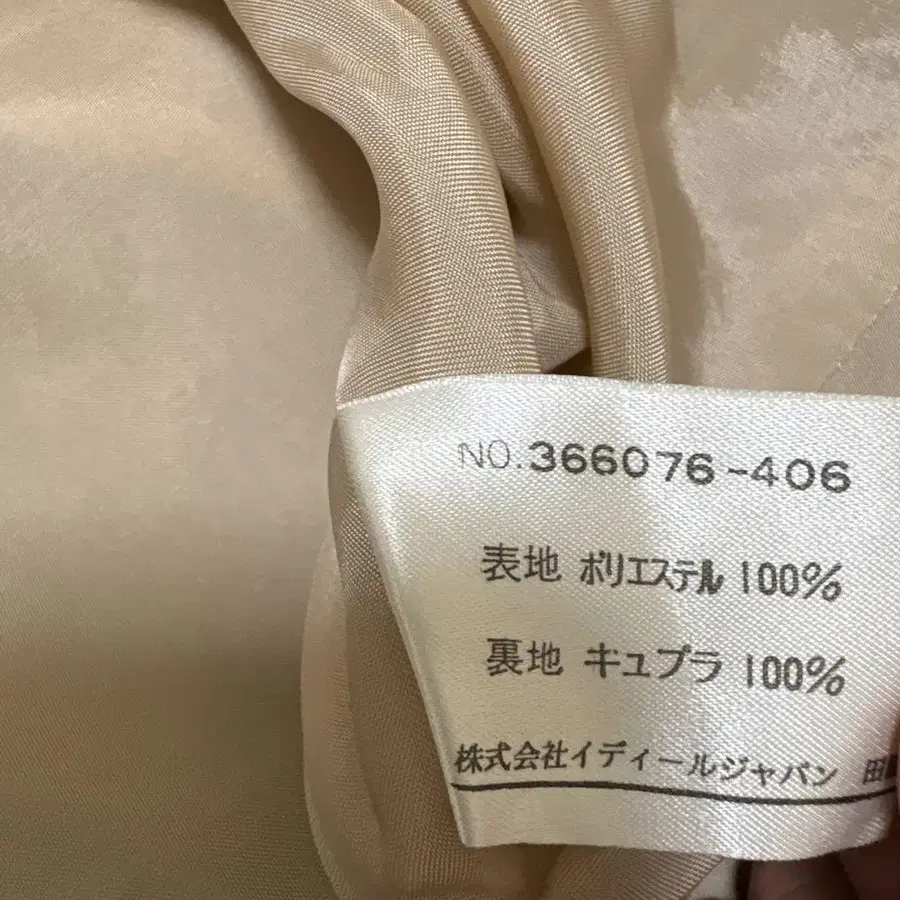 NO.366076-406
表地 ポリエステル 100%
裏地 キュプラ 100%
株式会社イディールジャパン 田